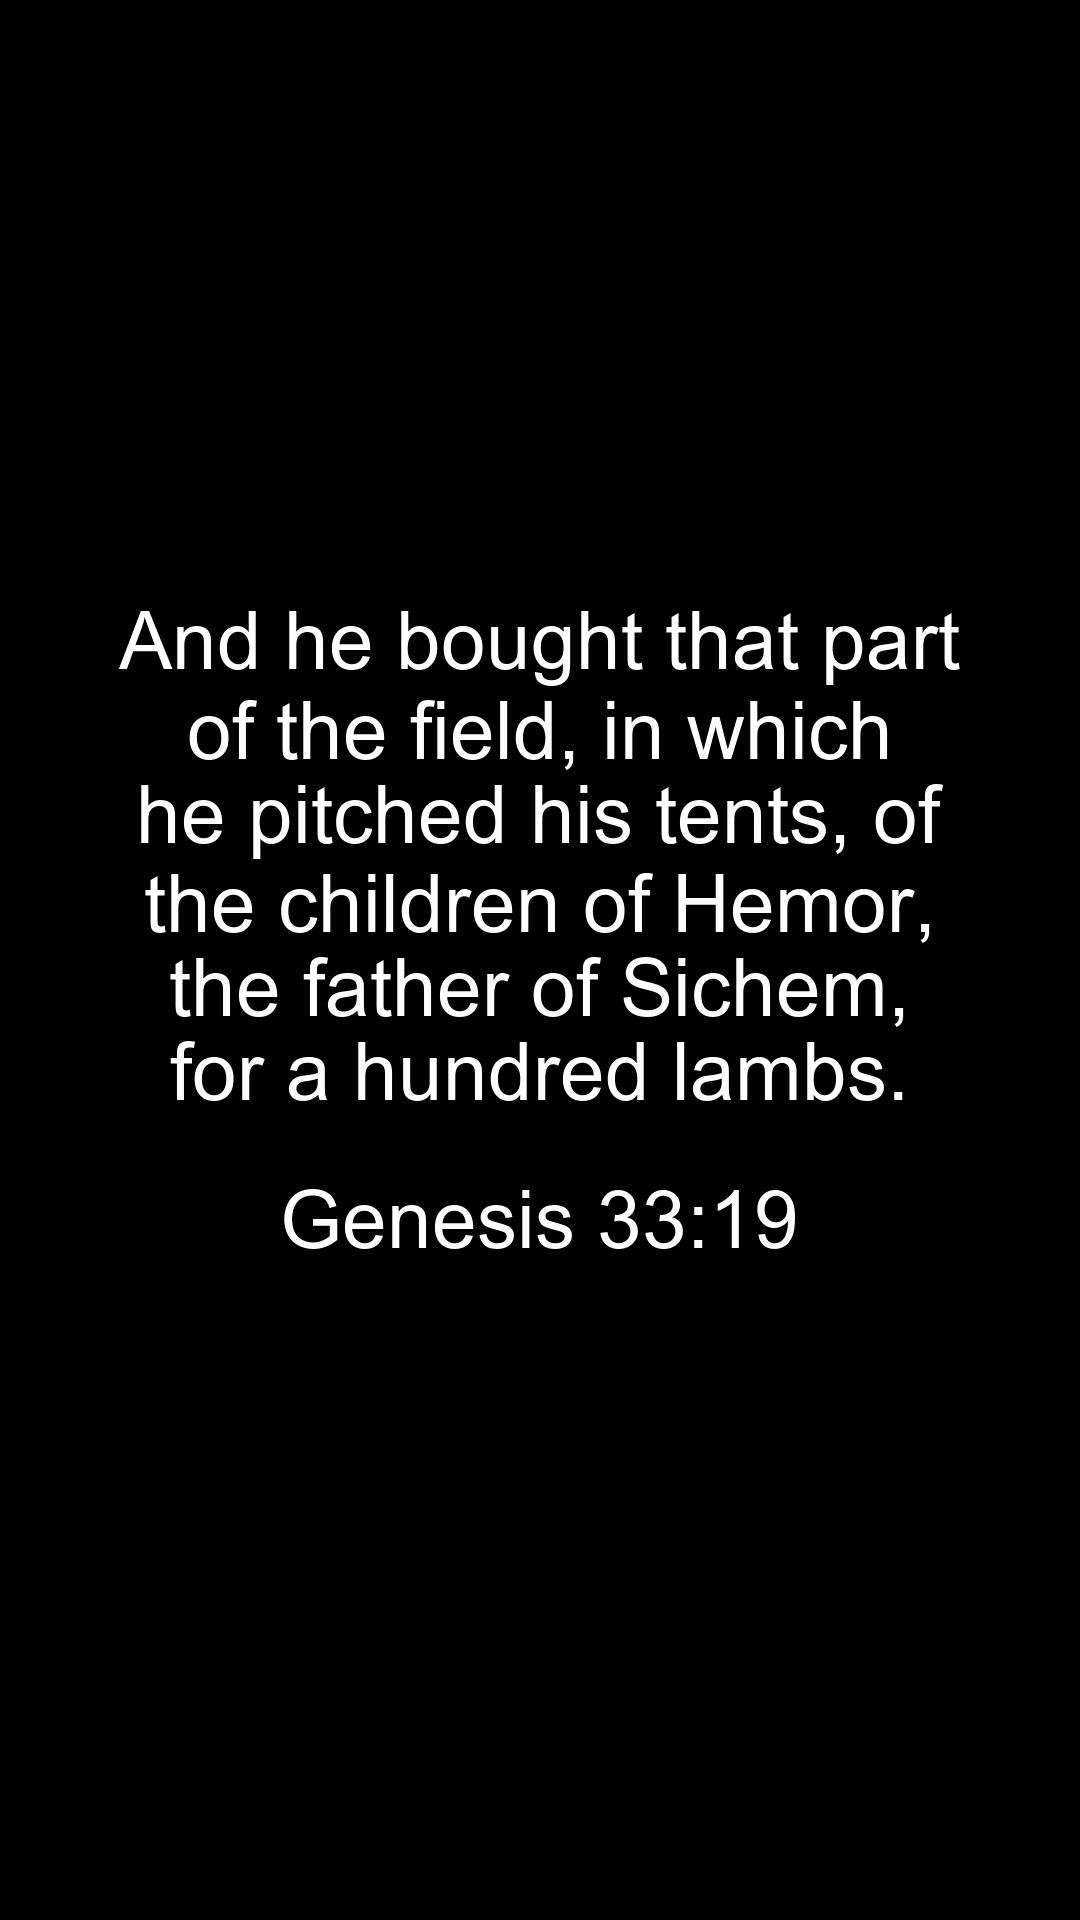 And he bought that part
of the field, in which
he pitched his tents, of
the children of Hemor,
the father of Sichem,
for a hundred lambs.
Genesis 33:19